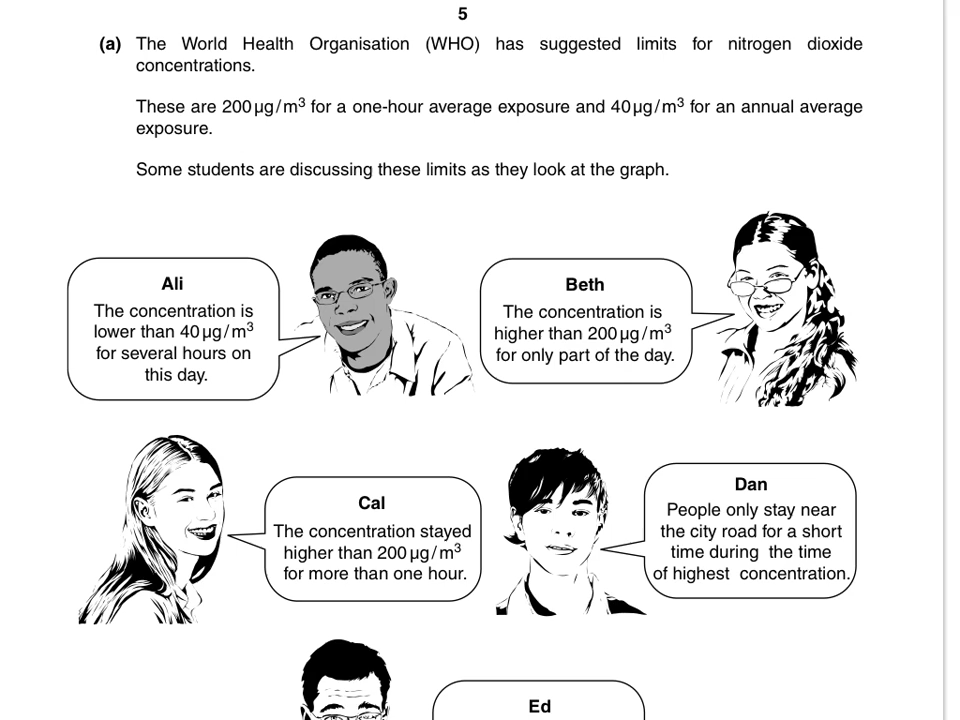 5
(a) The World Health Organisation (WHO) has suggested limits for nitrogen dioxide
concentrations.
These are 200 µg/m³ for a one-hour average exposure and 40 µg/m³ for an annual average
exposure.
Some students are discussing these limits as they look at the graph.
Ali
The concentration is
lower than 40 µg/m³
for several hours on
this day.
Beth
The concentration is
higher than 200 µg/m³
for only part of the day.
Cal
The concentration stayed
higher than 200 µg/m³
for more than one hour.
Dan
People only stay near
the city road for a short
time during the time
of highest concentration.
Ed